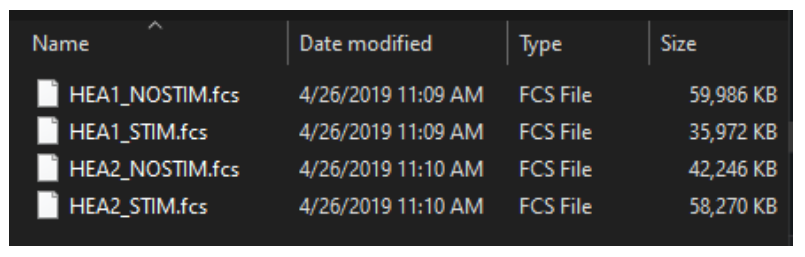 Name Date modified Type Size
HEA1_NOSTIM.fcs 4/26/2019 11:09 AM FCS File 59,986 KB
HEA1_STIM.fcs 4/26/2019 11:09 AM FCS File 35,972 KB
HEA2_NOSTIM.fcs 4/26/2019 11:10 AM FCS File 42,246 KB
HEA2_STIM.fcs 4/26/2019 11:10 AM FCS File 58,270 KB